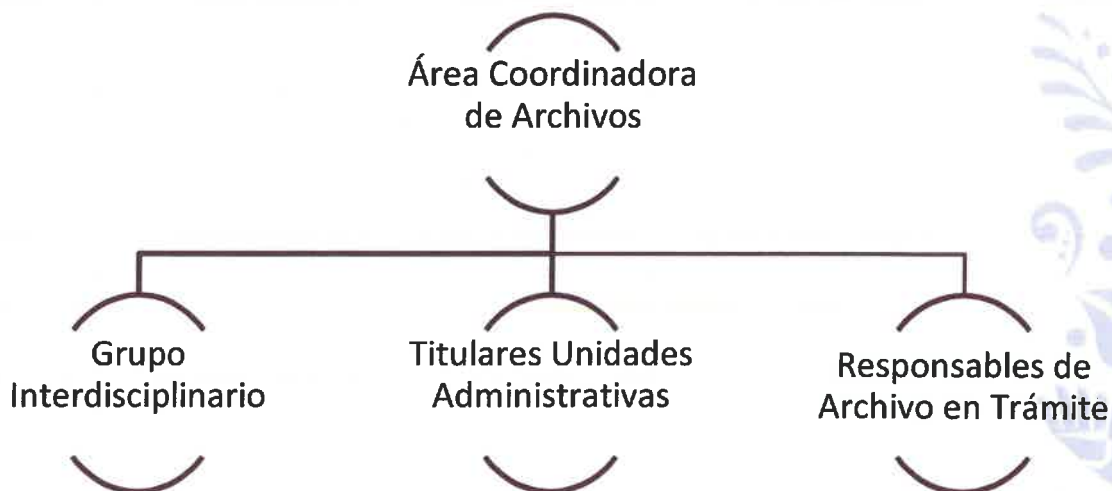 Área Coordinadora
de Archivos
Grupo
Interdisciplinario
Titulares Unidades
Administrativas
Responsables de
Archivo en Trámite